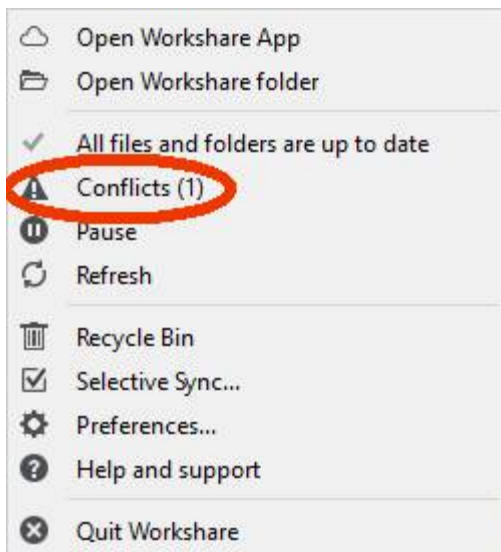 Open Workshare App
Open Workshare folder
All files and folders are up to date
Conflicts (1)
Pause
Refresh
Recycle Bin
Selective Sync...
Preferences...
Help and support
Quit Workshare